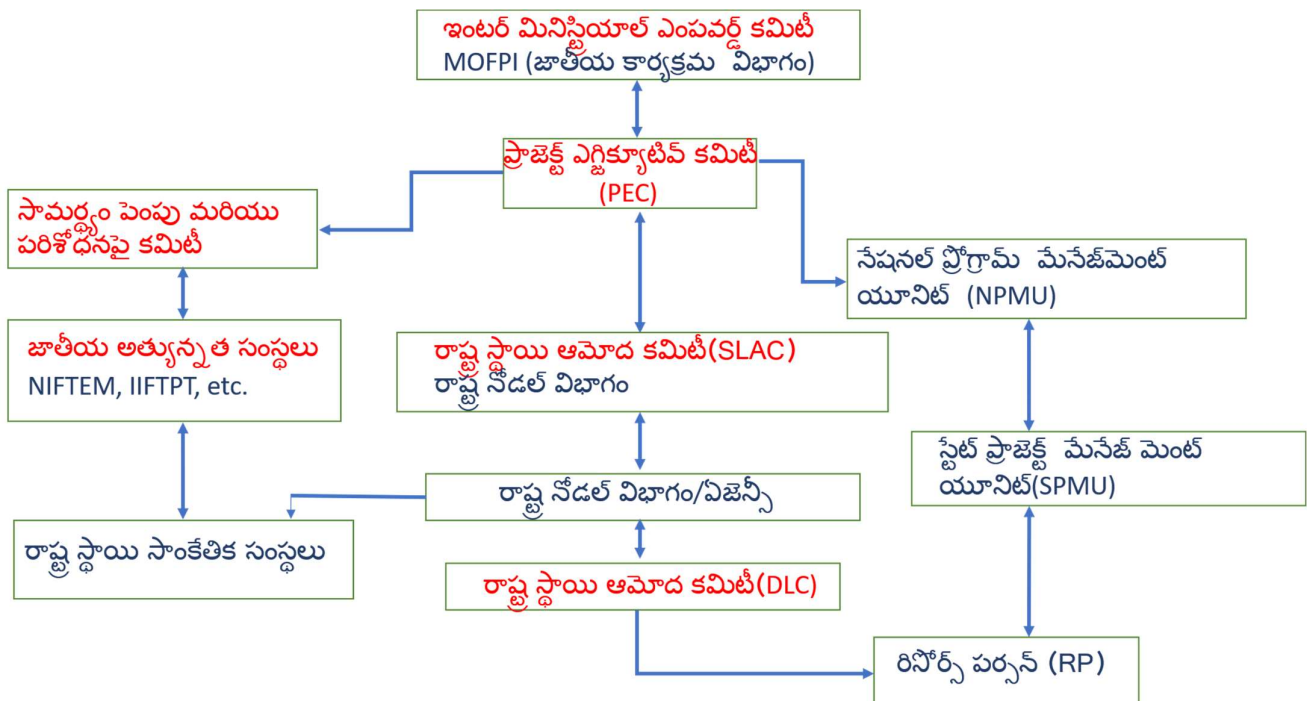 ఇంటర్ మినిస్ట్రియాల్ ఎంపవర్డ్ కమిటీ
MOFPI (జాతీయ కార్యక్రమ విభాగం)
ప్రాజెక్ట్ ఎగ్జిక్యూటివ్ కమిటీ
(PEC)
సామర్థ్యం పెంపు మరియు
పరిశోధనపై కమిటీ
నేషనల్ ప్రోగ్రామ్ మేనేజ్‌మెంట్
యూనిట్ (NPMU)
జాతీయ అత్యున్నత సంస్థలు
NIFTEM, IIFTPT, etc.
రాష్ట్ర స్థాయి ఆమోద కమిటీ(SLAC)
రాష్ట్ర నోడల్ విభాగం
స్టేట్ ప్రాజెక్ట్ మేనేజ్ మెంట్
యూనిట్(SPMU)
రాష్ట్ర నోడల్ విభాగం/ఏజెన్సీ
రాష్ట్ర స్థాయి సాంకేతిక సంస్థలు
రాష్ట్ర స్థాయి ఆమోద కమిటీ(DLC)
రిసోర్స్ పర్సన్ (RP)